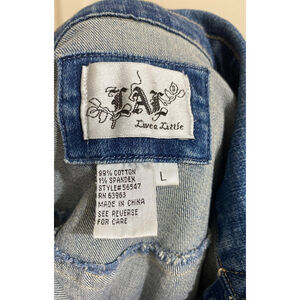 LAL
Live a Little
L
99% COTTON
1% SPANDEX
STYLE# 56547
RN 63963
MADE IN CHINA
SEE REVERSE
FOR CARE